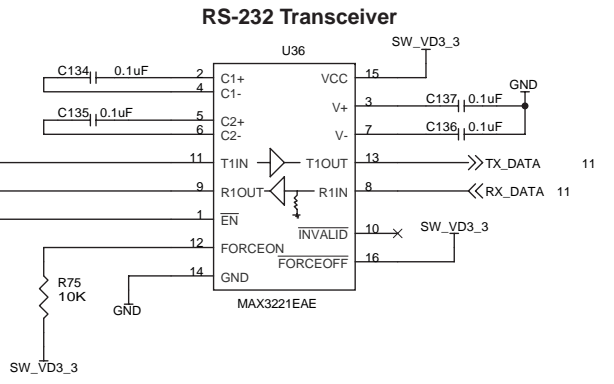 RS-232 Transceiver
U36
SW_VD3_3
C134 0.1uF 2 C1+ VCC 15
4 C1-
GND
V+ 3 C137 0.1uF
C135 0.1uF 5 C2+
6 C2- V- 7 C136 0.1uF
11 T1IN T1OUT 13 TX_DATA 11
9 R1OUT R1IN 8 RX_DATA 11
1 EN
INVALID 10 SW_VD3_3
12 FORCEON
FORCEOFF 16
14 GND
R75
10K
GND
MAX3221EAE
SW_VD3_3